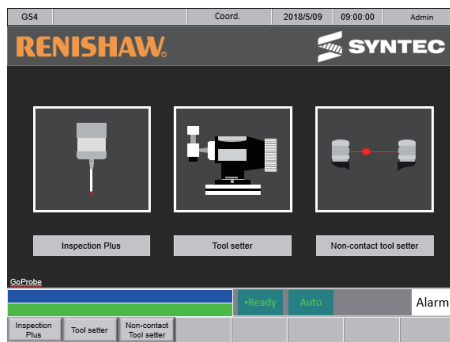 G54 Coord. 2018/5/09 09:00:00 Admin
RENISHAW. SYNTEC
Inspection Plus Tool setter Non-contact tool setter
GoProbe
•Ready Auto Alarm
Inspection Plus Tool setter Non-contact Tool setter